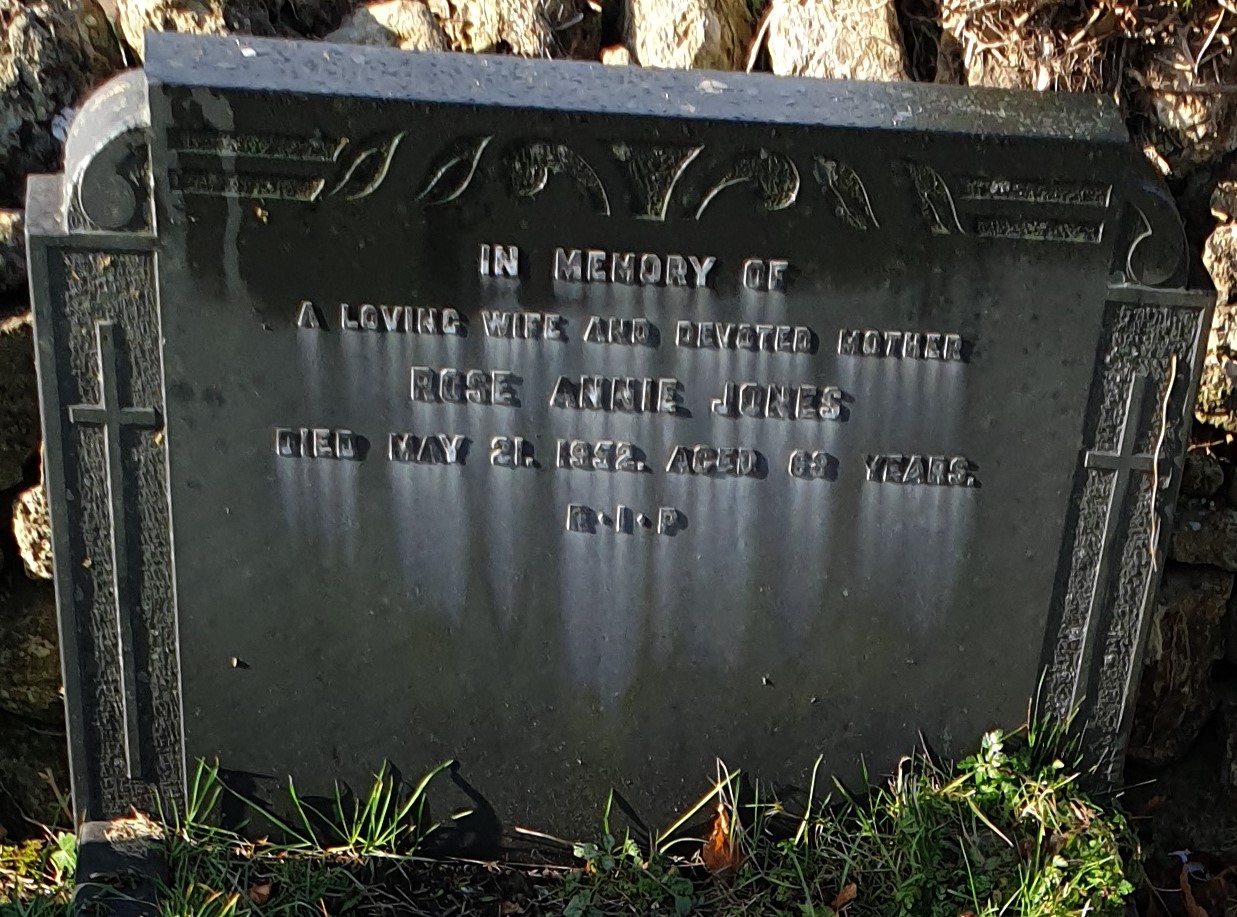 IN MEMORY OF
A LOVING WIFE AND DEVOTED MOTHER
ROSE ANNIE JONES
DIED MAY 21. 1952. AGED 63 YEARS.
R·I·P